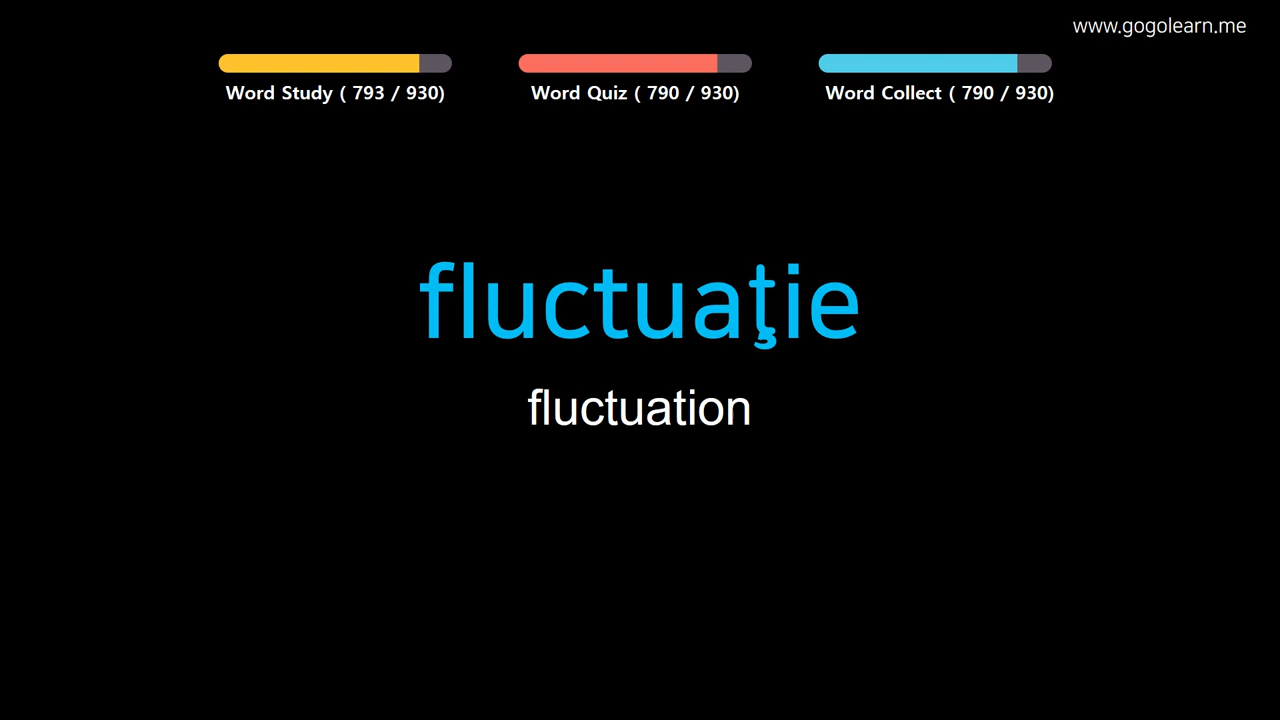 www.gogolearn.me
Word Study ( 793 / 930)
Word Quiz ( 790 / 930)
Word Collect ( 790 / 930)
fluctuaţie
fluctuation